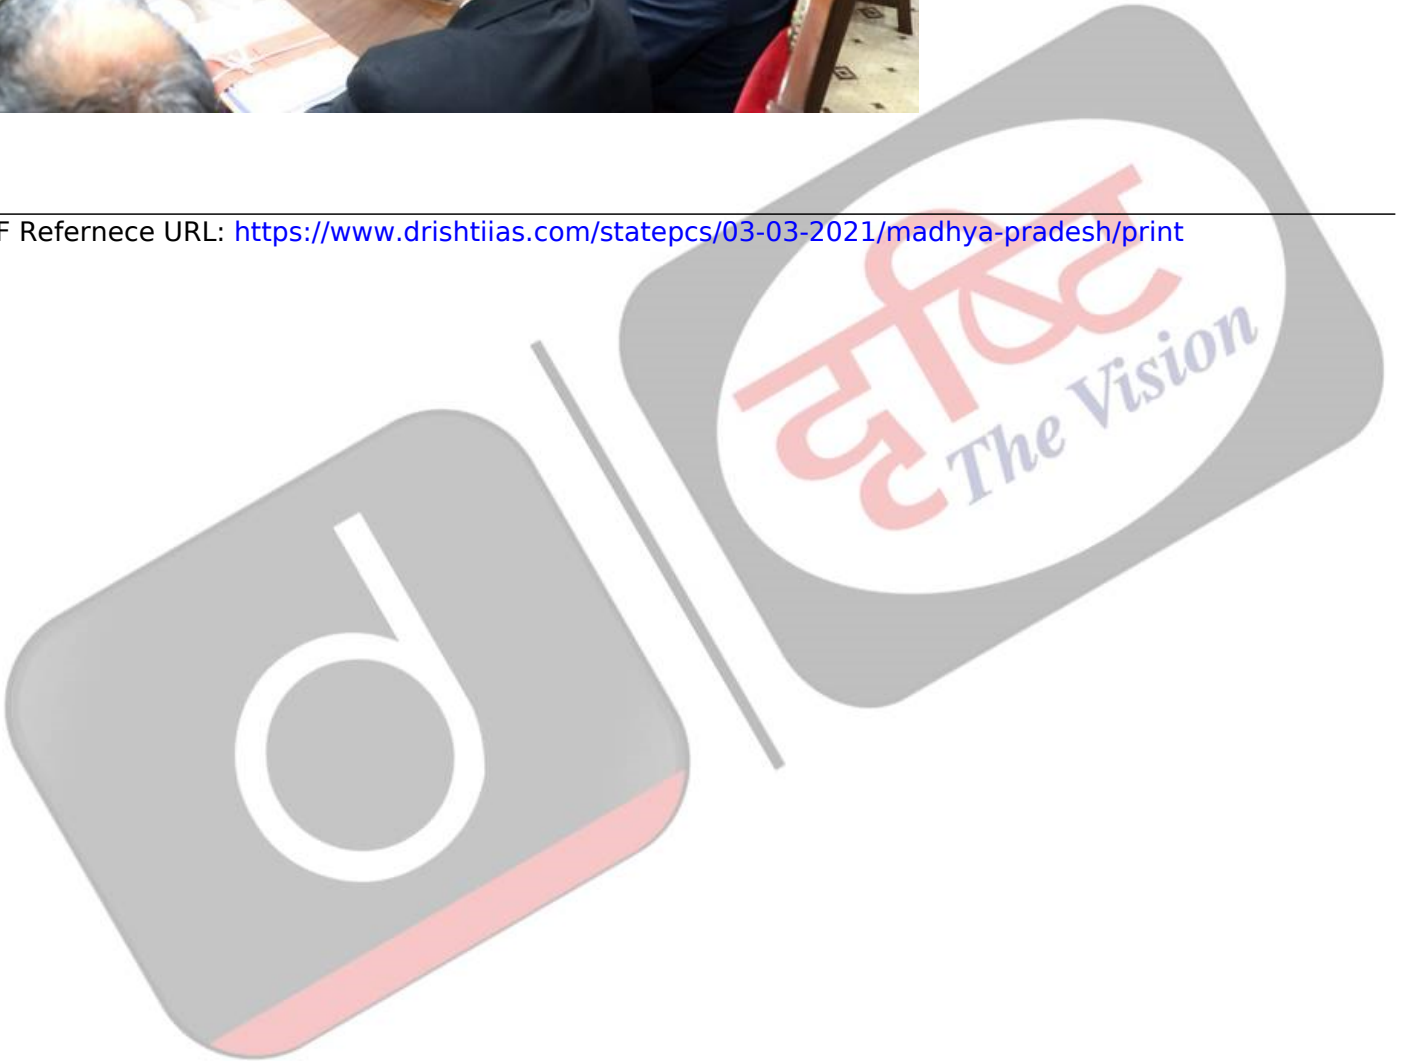 F Refernece URL: https://www.drishtiias.com/statepcs/03-03-2021/madhya-pradesh/print
दृष्टि
The Vision